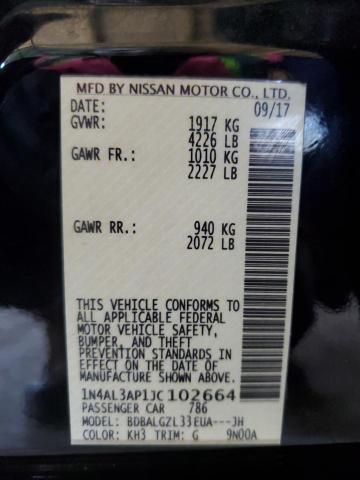 MFD BY NISSAN MOTOR CO., LTD.
DATE: 09/17
GVWR: 1917 KG
4226 LB
GAWR FR.: 1010 KG
2227 LB
GAWR RR.: 940 KG
2072 LB
THIS VEHICLE CONFORMS TO
ALL APPLICABLE FEDERAL
MOTOR VEHICLE SAFETY,
BUMPER, AND THEFT
PREVENTION STANDARDS IN
EFFECT ON THE DATE OF
MANUFACTURE SHOWN ABOVE.
1N4AL3AP1JC102664
PASSENGER CAR 786
MODEL: BDBALGZL33EUA---JH
COLOR: KH3 TRIM: G 9N00A